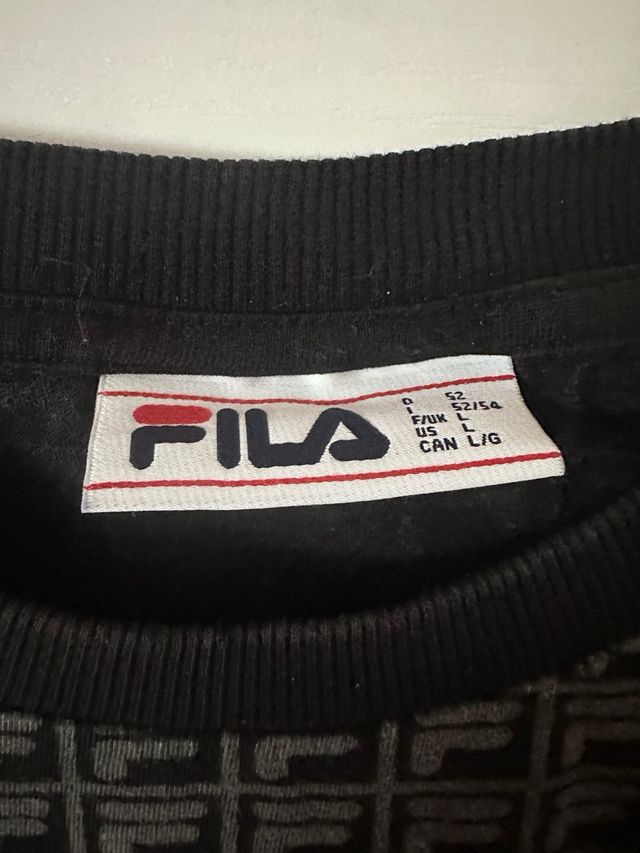 FILA
D 52
I 52/54
F/UK L
US L
CAN L/G